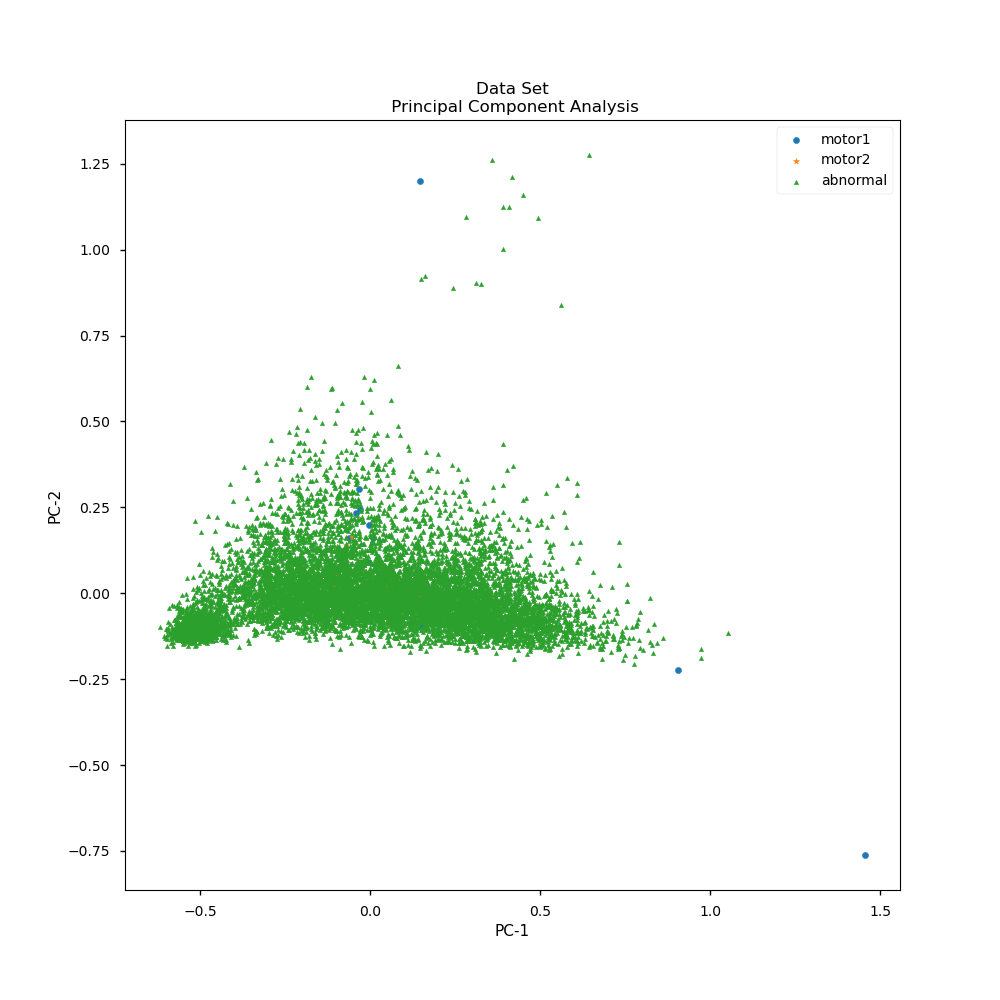 Data Set
Principal Component Analysis
motor1
motor2
abnormal
1.25
1.00
0.75
0.50
0.25
0.00
−0.25
−0.50
−0.75
PC-2
−0.5
0.0
0.5
1.0
1.5
PC-1